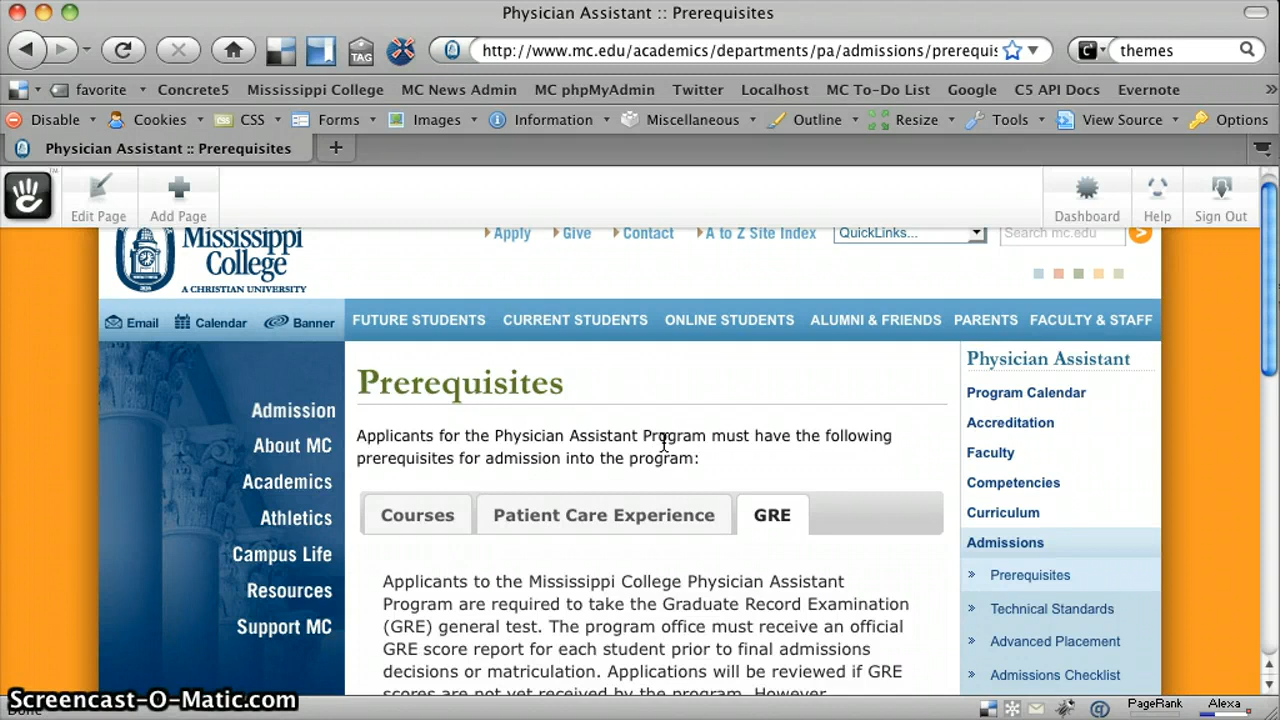 Physician Assistant :: Prerequisites
http://www.mc.edu/academics/departments/pa/admissions/prerequis
themes
favorite Concrete5 Mississippi College MC News Admin MC phpMyAdmin Twitter Localhost MC To-Do List Google C5 API Docs Evernote »
Disable Cookies CSS Forms Images Information Miscellaneous Outline Resize Tools View Source Options
Physician Assistant :: Prerequisites
Edit Page Add Page Dashboard Help Sign Out
MISSISSIPPI
COLLEGE
A CHRISTIAN UNIVERSITY
Apply Give Contact A to Z Site Index QuickLinks... Search mc.edu
Email Calendar Banner FUTURE STUDENTS CURRENT STUDENTS ONLINE STUDENTS ALUMNI & FRIENDS PARENTS FACULTY & STAFF
Admission
About MC
Academics
Athletics
Campus Life
Resources
Support MC
Prerequisites
Applicants for the Physician Assistant Program must have the following
prerequisites for admission into the program:
Courses Patient Care Experience GRE
Applicants to the Mississippi College Physician Assistant
Program are required to take the Graduate Record Examination
(GRE) general test. The program office must receive an official
GRE score report for each student prior to final admissions
decisions or matriculation. Applications will be reviewed if GRE
scores are not yet received by the program. However
Physician Assistant
Program Calendar
Accreditation
Faculty
Competencies
Curriculum
Admissions
» Prerequisites
» Technical Standards
» Advanced Placement
» Admissions Checklist
Screencast-O-Matic.com
PageRank Alexa